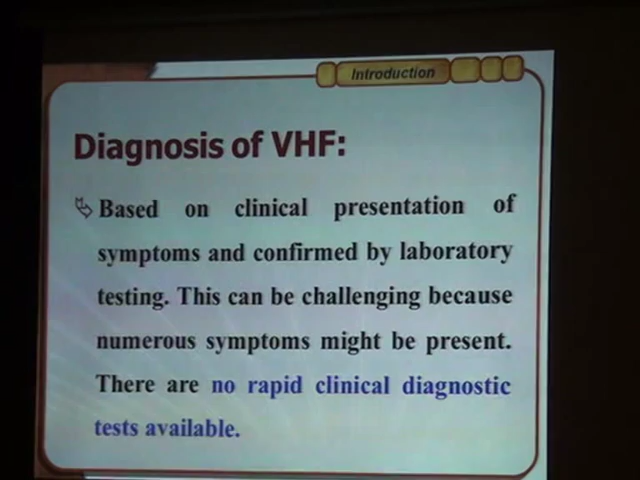 Introduction
Diagnosis of VHF:
Based on clinical presentation of
symptoms and confirmed by laboratory
testing. This can be challenging because
numerous symptoms might be present.
There are no rapid clinical diagnostic
tests available.